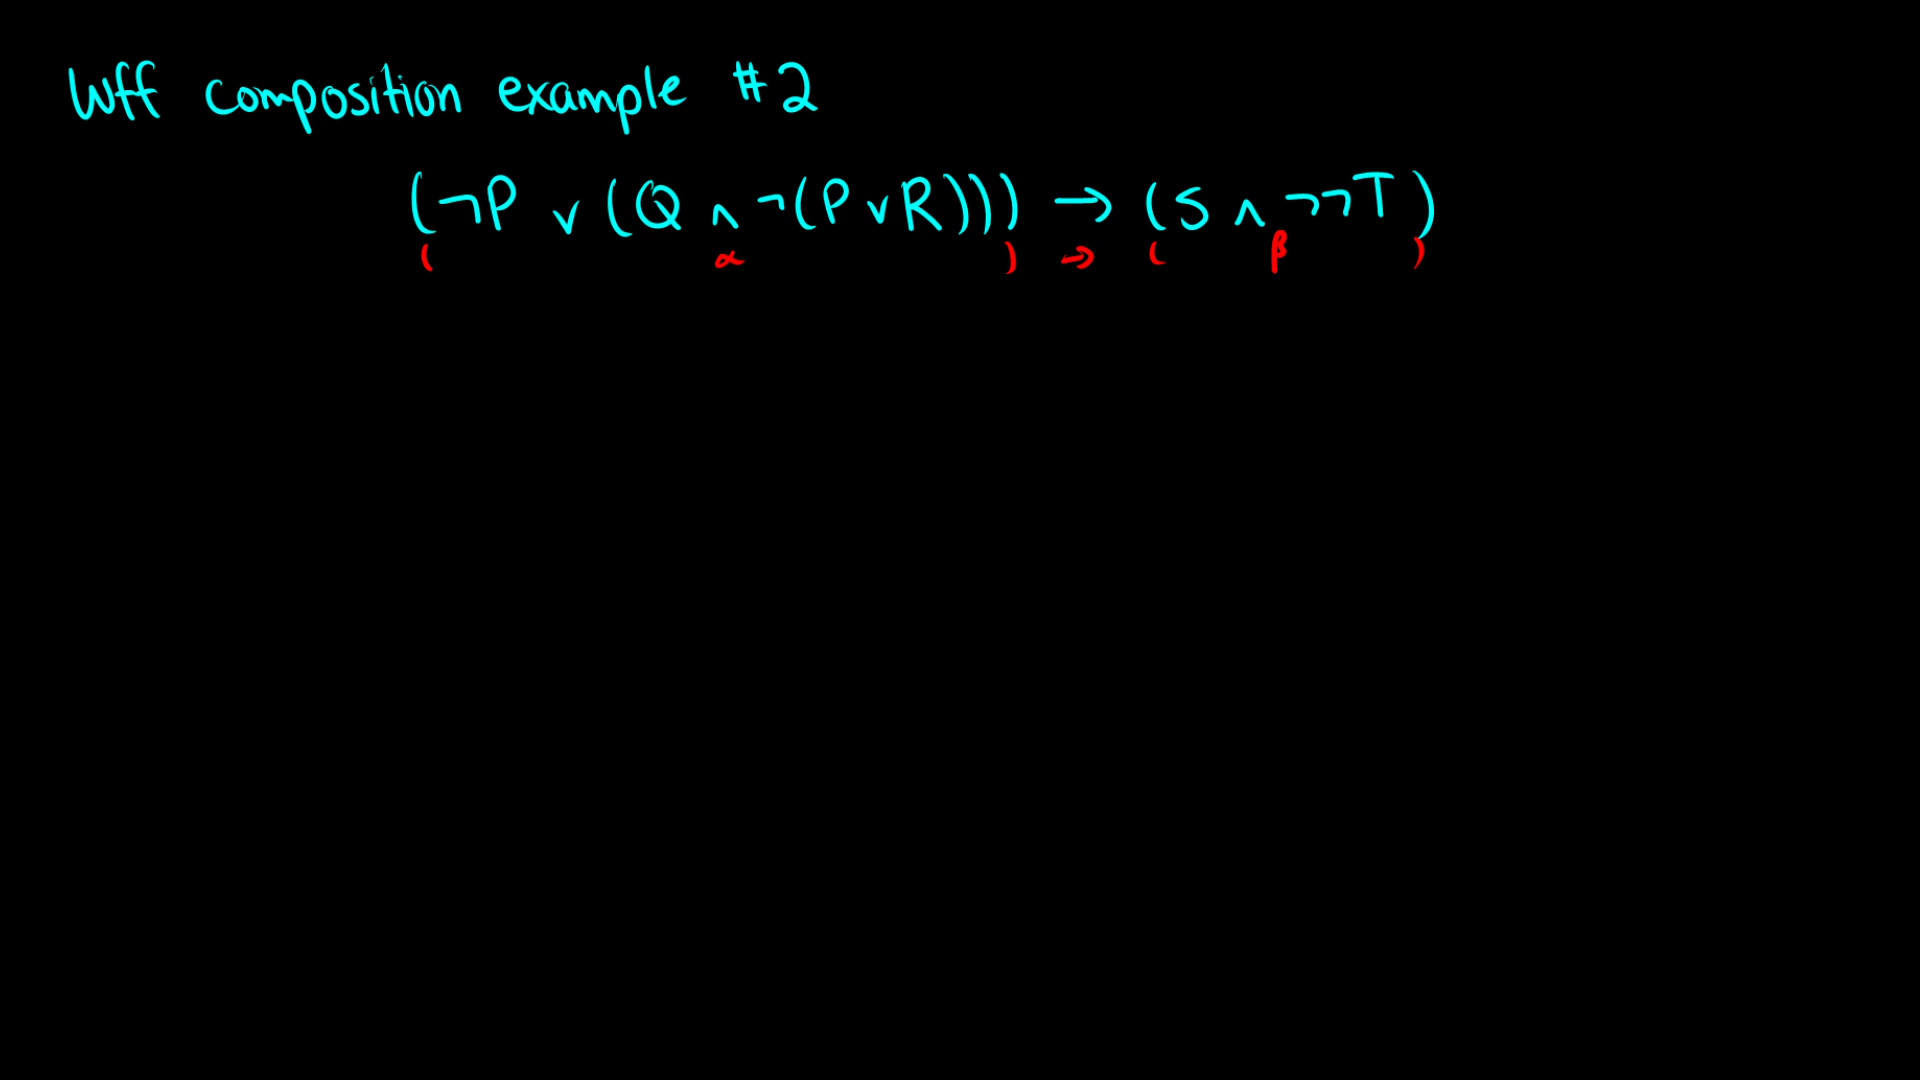 Wff composition example #2
(¬P ∨ (Q ∧ ¬(P ∨ R))) → (S ∧ ¬¬T)
( α ) → ( β )